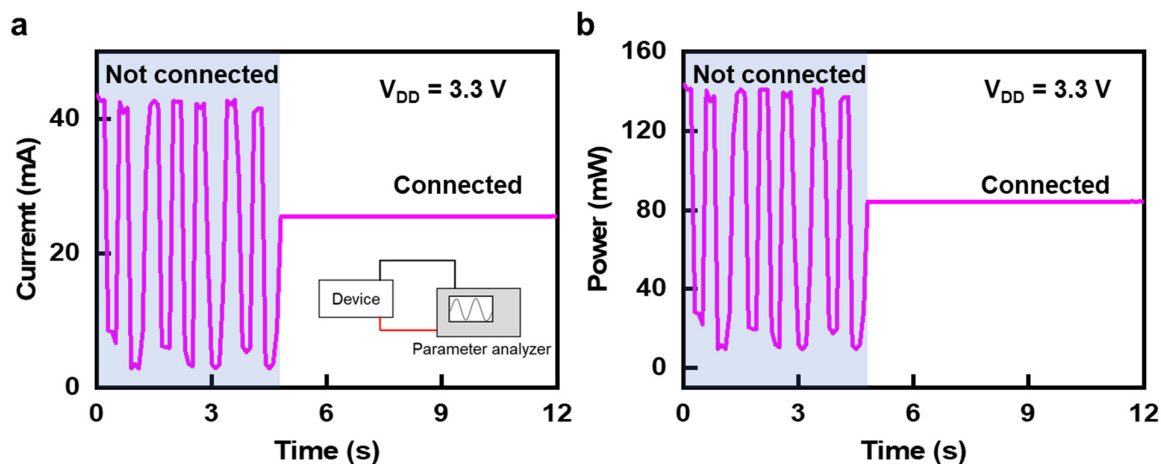 a
Not connected
V_DD = 3.3 V
Connected
Device
Parameter analyzer
Curremt (mA)
40
20
0
0
3
6
9
12
Time (s)
b
Not connected
V_DD = 3.3 V
Connected
Power (mW)
160
120
80
40
0
0
3
6
9
12
Time (s)